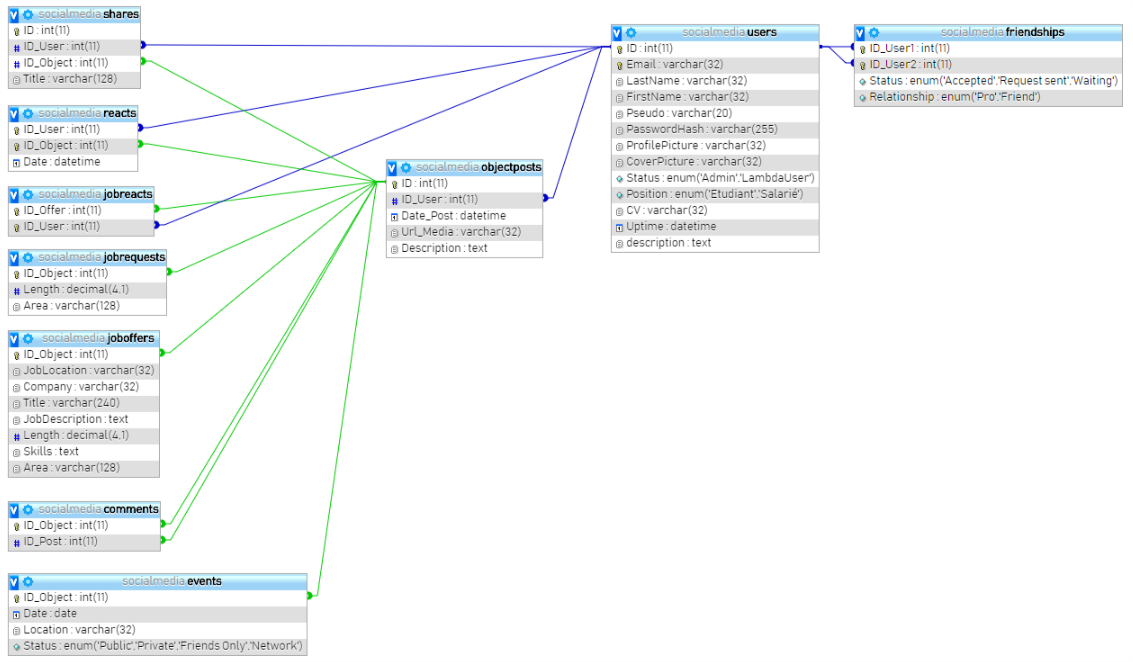 socialmedia shares
ID : int(11)
ID_User : int(11)
ID_Object : int(11)
Title : varchar(128)
socialmedia reacts
ID_User : int(11)
ID_Object : int(11)
Date : datetime
socialmedia jobreacts
ID_Offer : int(11)
ID_User : int(11)
socialmedia jobrequests
ID_Object : int(11)
Length : decimal(4,1)
Area : varchar(128)
socialmedia joboffers
ID_Object : int(11)
JobLocation : varchar(32)
Company : varchar(32)
Title : varchar(240)
JobDescription : text
Length : decimal(4,1)
Skills : text
Area : varchar(128)
socialmedia comments
ID_Object : int(11)
ID_Post : int(11)
socialmedia events
ID_Object : int(11)
Date : date
Location : varchar(32)
Status : enum('Public','Private','Friends Only','Network')
socialmedia objectposts
ID : int(11)
ID_User : int(11)
Date_Post : datetime
Url_Media : varchar(32)
Description : text
socialmedia users
ID : int(11)
Email : varchar(32)
LastName : varchar(32)
FirstName : varchar(32)
Pseudo : varchar(20)
PasswordHash : varchar(255)
ProfilePicture : varchar(32)
CoverPicture : varchar(32)
Status : enum('Admin','LambdaUser')
Position : enum('Etudiant','Salarié')
CV : varchar(32)
Uptime : datetime
description : text
socialmedia friendships
ID_User1 : int(11)
ID_User2 : int(11)
Status : enum('Accepted','Request sent','Waiting')
Relationship : enum('Pro','Friend')